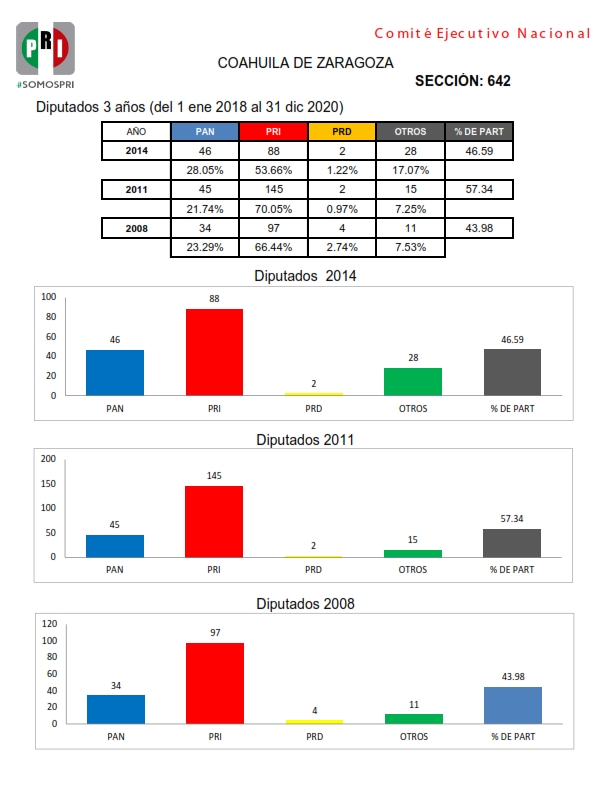 Comité Ejecutivo Nacional
PRI
#SOMOSPRI
COAHUILA DE ZARAGOZA
SECCIÓN: 642
Diputados 3 años (del 1 ene 2018 al 31 dic 2020)
AÑO PAN PRI PRD OTROS % DE PART
2014 46 88 2 28 46.59
28.05% 53.66% 1.22% 17.07%
2011 45 145 2 15 57.34
21.74% 70.05% 0.97% 7.25%
2008 34 97 4 11 43.98
23.29% 66.44% 2.74% 7.53%
Diputados 2014
100
80
60
40
20
0
46 88 2 28 46.59
PAN PRI PRD OTROS % DE PART
Diputados 2011
200
150
100
50
0
45 145 2 15 57.34
PAN PRI PRD OTROS % DE PART
Diputados 2008
120
100
80
60
40
20
0
34 97 4 11 43.98
PAN PRI PRD OTROS % DE PART